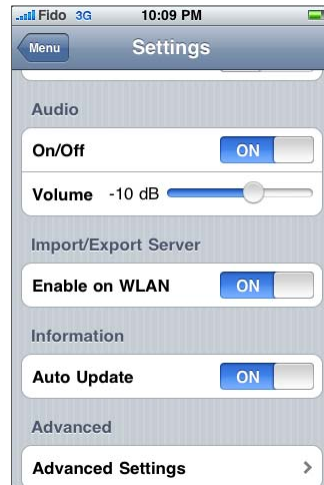 Fido 3G 10:09 PM
Menu Settings
Audio
On/Off ON
Volume -10 dB
Import/Export Server
Enable on WLAN ON
Information
Auto Update ON
Advanced
Advanced Settings